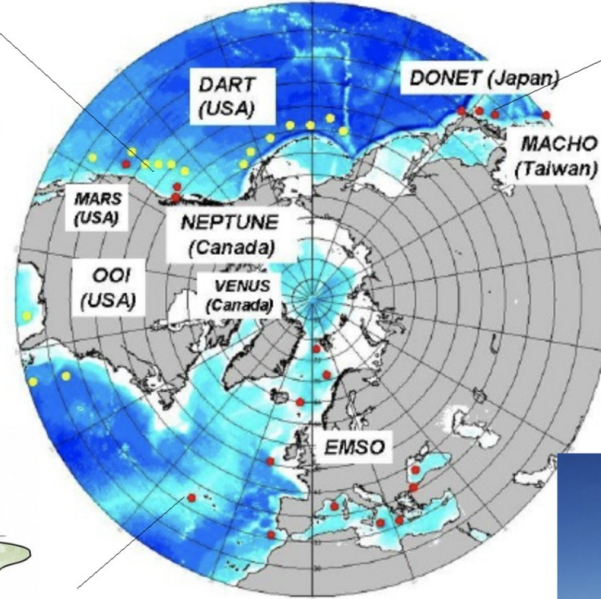 DART
(USA)
DONET (Japan)
MACHO
(Taiwan)
MARS
(USA)
NEPTUNE
(Canada)
OOI
(USA)
VENUS
(Canada)
EMSO